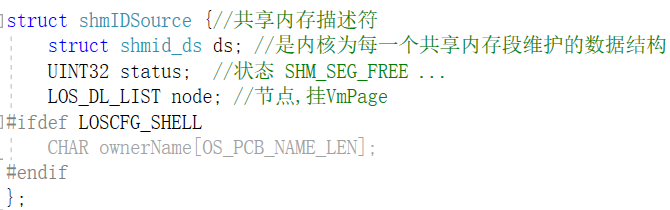 struct shmIDSource {//共享内存描述符
    struct shmid_ds ds; //是内核为每一个共享内存段维护的数据结构
    UINT32 status;  //状态 SHM_SEG_FREE ...
    LOS_DL_LIST node; //节点,挂VmPage
#ifdef LOSCFG_SHELL
    CHAR ownerName[OS_PCB_NAME_LEN];
#endif
};